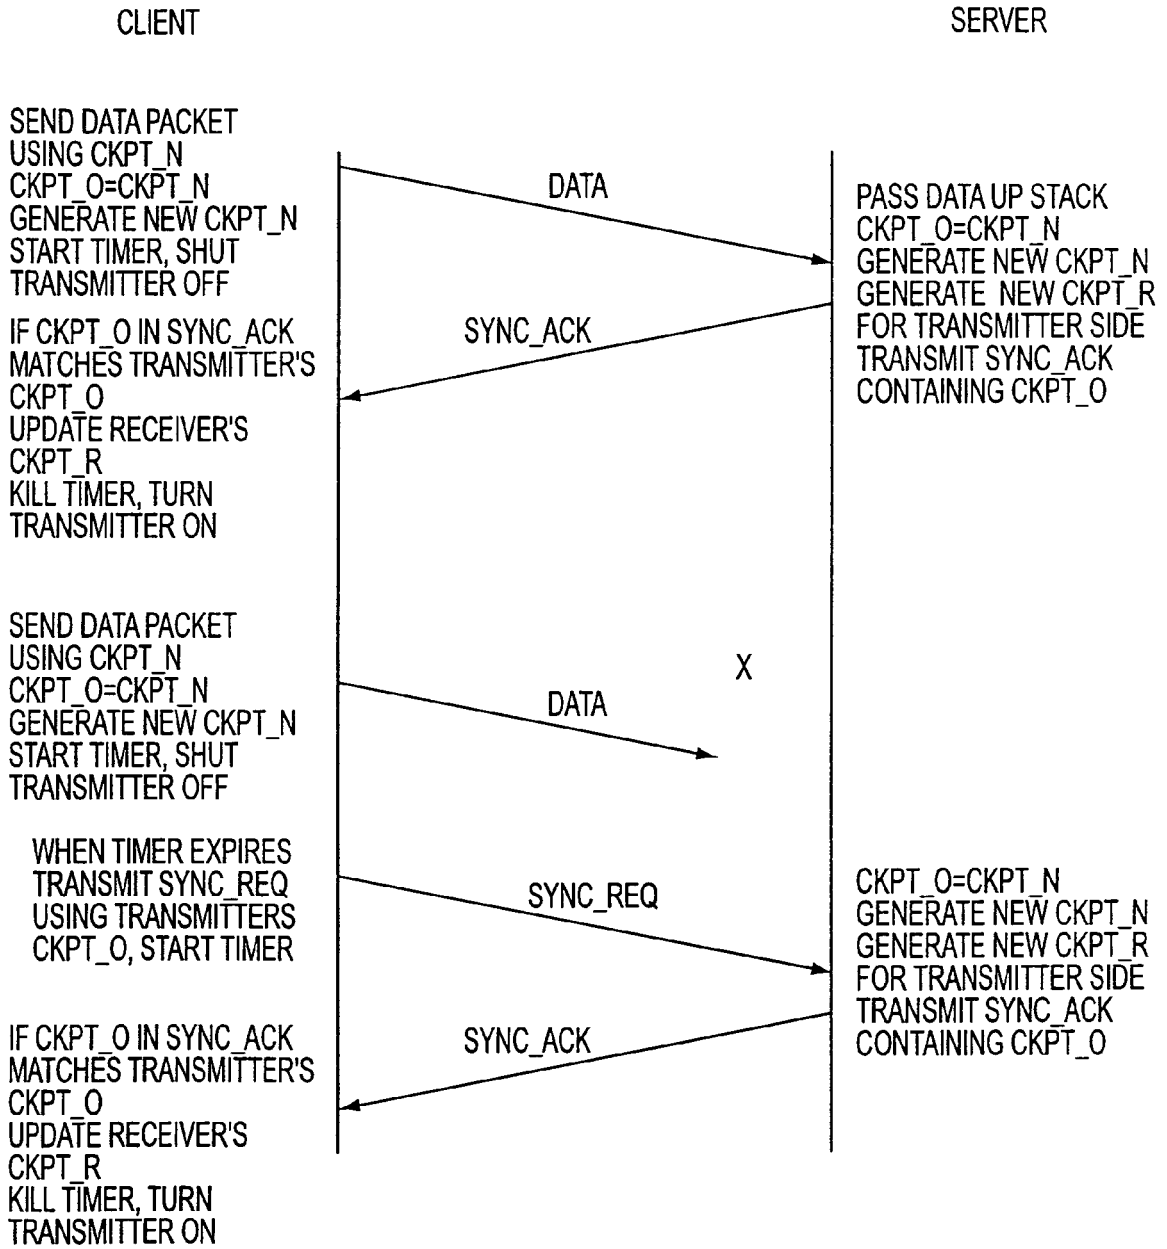 CLIENT
SERVER
SEND DATA PACKET
USING CKPT_N
CKPT_O=CKPT_N
GENERATE NEW CKPT_N
START TIMER, SHUT
TRANSMITTER OFF
DATA
PASS DATA UP STACK
CKPT_O=CKPT_N
GENERATE NEW CKPT_N
GENERATE NEW CKPT_R
FOR TRANSMITTER SIDE
TRANSMIT SYNC_ACK
CONTAINING CKPT_O
SYNC_ACK
IF CKPT_O IN SYNC_ACK
MATCHES TRANSMITTER'S
CKPT_O
UPDATE RECEIVER'S
CKPT_R
KILL TIMER, TURN
TRANSMITTER ON
SEND DATA PACKET
USING CKPT_N
CKPT_O=CKPT_N
GENERATE NEW CKPT_N
START TIMER, SHUT
TRANSMITTER OFF
DATA
X
WHEN TIMER EXPIRES
TRANSMIT SYNC_REQ
USING TRANSMITTERS
CKPT_O, START TIMER
SYNC_REQ
CKPT_O=CKPT_N
GENERATE NEW CKPT_N
GENERATE NEW CKPT_R
FOR TRANSMITTER SIDE
TRANSMIT SYNC_ACK
CONTAINING CKPT_O
SYNC_ACK
IF CKPT_O IN SYNC_ACK
MATCHES TRANSMITTER'S
CKPT_O
UPDATE RECEIVER'S
CKPT_R
KILL TIMER, TURN
TRANSMITTER ON